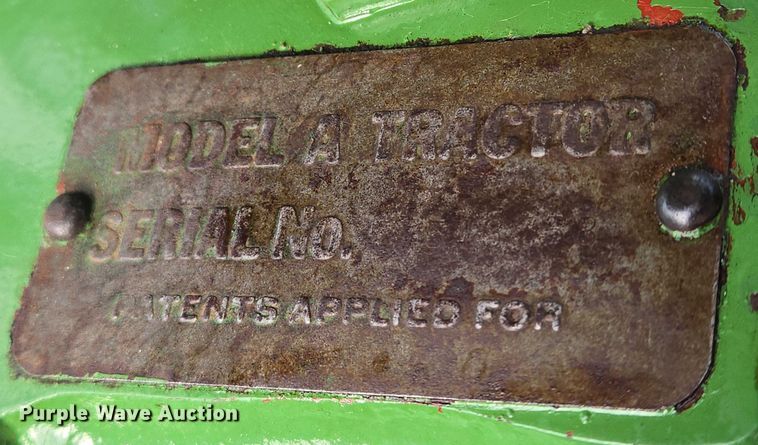 MODEL A TRACTOR
SERIAL No.
PATENTS APPLIED FOR
Purple Wave Auction